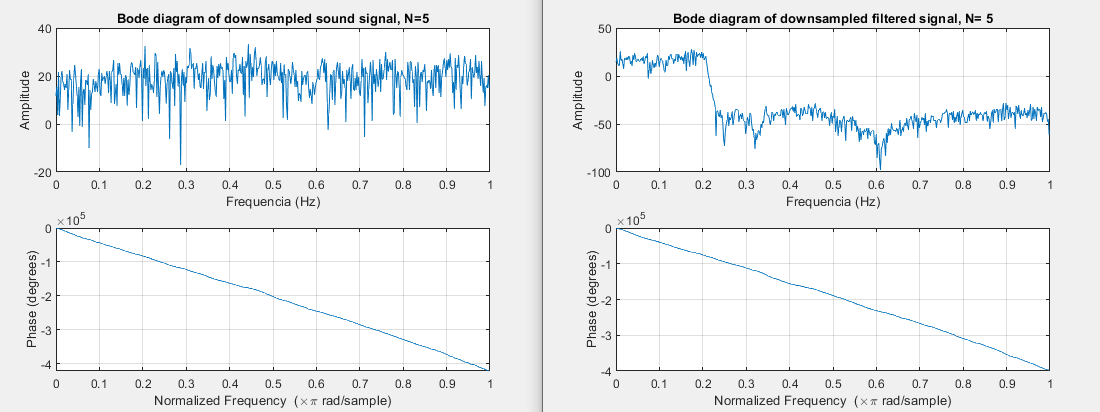 Bode diagram of downsampled sound signal, N=5
40
20
0
-20
Amplitude
0 0.1 0.2 0.3 0.4 0.5 0.6 0.7 0.8 0.9 1
Frequencia (Hz)
×10^5
0
-1
-2
-3
-4
Phase (degrees)
0 0.1 0.2 0.3 0.4 0.5 0.6 0.7 0.8 0.9 1
Normalized Frequency (×π rad/sample)
Bode diagram of downsampled filtered signal, N= 5
50
0
-50
-100
Amplitude
0 0.1 0.2 0.3 0.4 0.5 0.6 0.7 0.8 0.9 1
Frequencia (Hz)
×10^5
0
-1
-2
-3
-4
Phase (degrees)
0 0.1 0.2 0.3 0.4 0.5 0.6 0.7 0.8 0.9 1
Normalized Frequency (×π rad/sample)